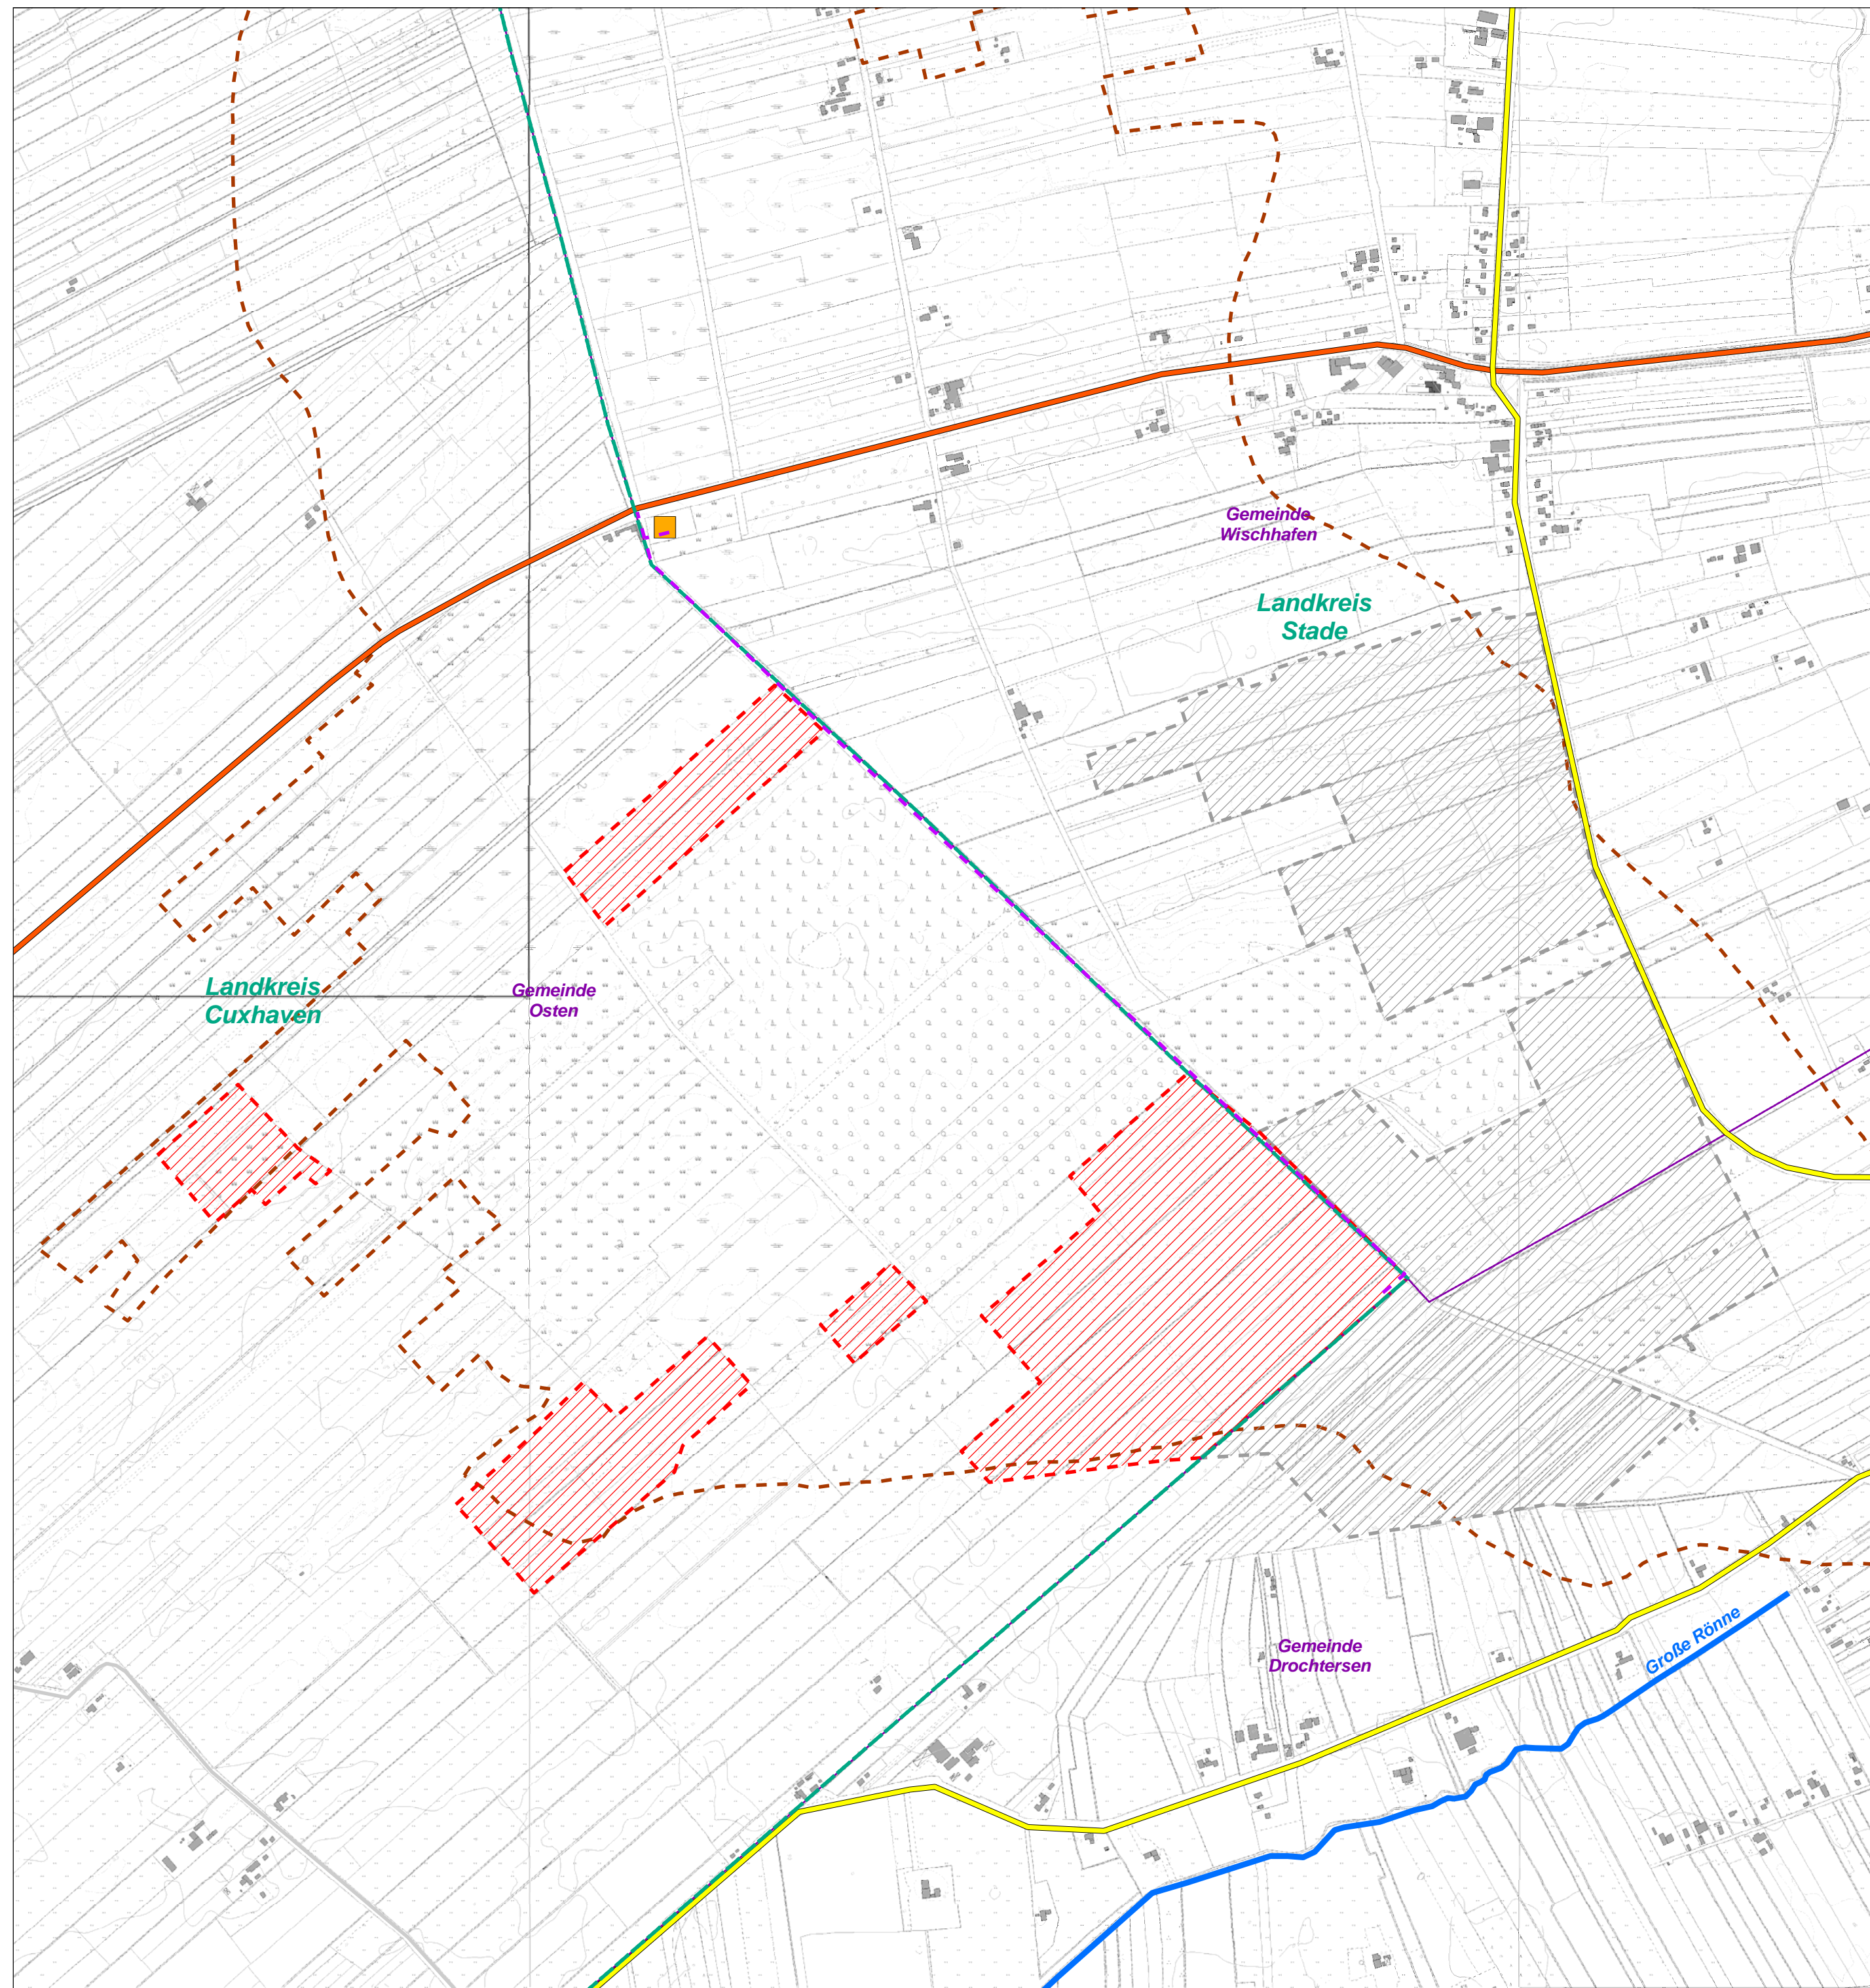 Gemeinde
Wischhafen
Landkreis
Stade
Landkreis
Cuxhaven
Gemeinde
Osten
Gemeinde
Drochtersen
Große Rönne